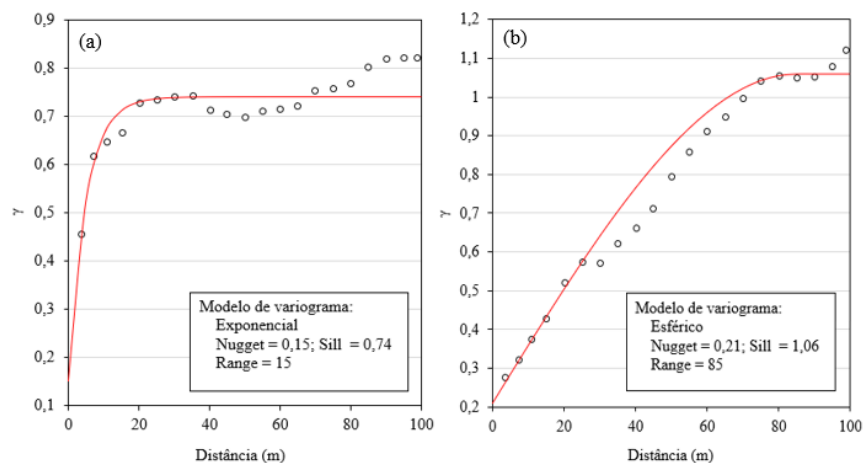 (a)
0,9
0,8
0,7
0,6
0,5
0,4
0,3
0,2
0,1
γ
0 20 40 60 80 100
Distância (m)
Modelo de variograma:
Exponencial
Nugget = 0,15; Sill = 0,74
Range = 15
(b)
1,2
1,1
1
0,9
0,8
0,7
0,6
0,5
0,4
0,3
0,2
γ
0 20 40 60 80 100
Distância (m)
Modelo de variograma:
Esférico
Nugget = 0,21; Sill = 1,06
Range = 85